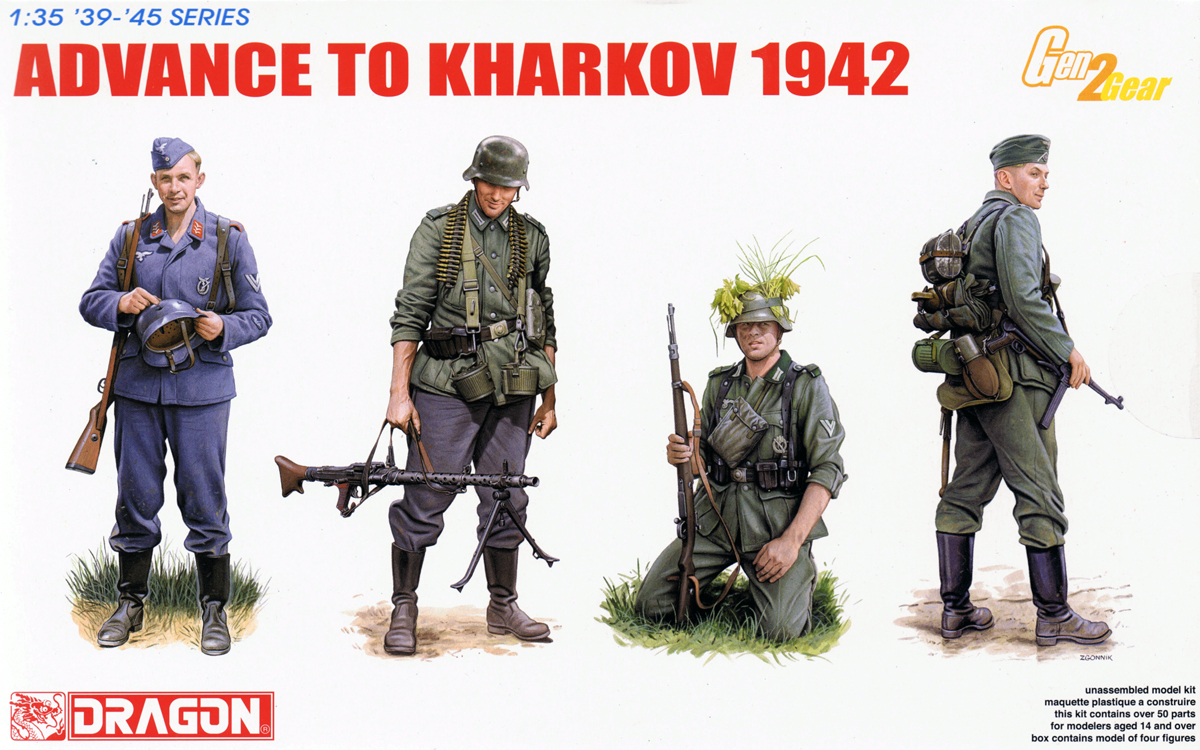 1:35 '39-'45 SERIES
ADVANCE TO KHARKOV 1942
Gen2Gear
ZGONNIK
DRAGON®
unassembled model kit
maquette plastique a construire
this kit contains over 50 parts
for modelers aged 14 and over
box contains model of four figures